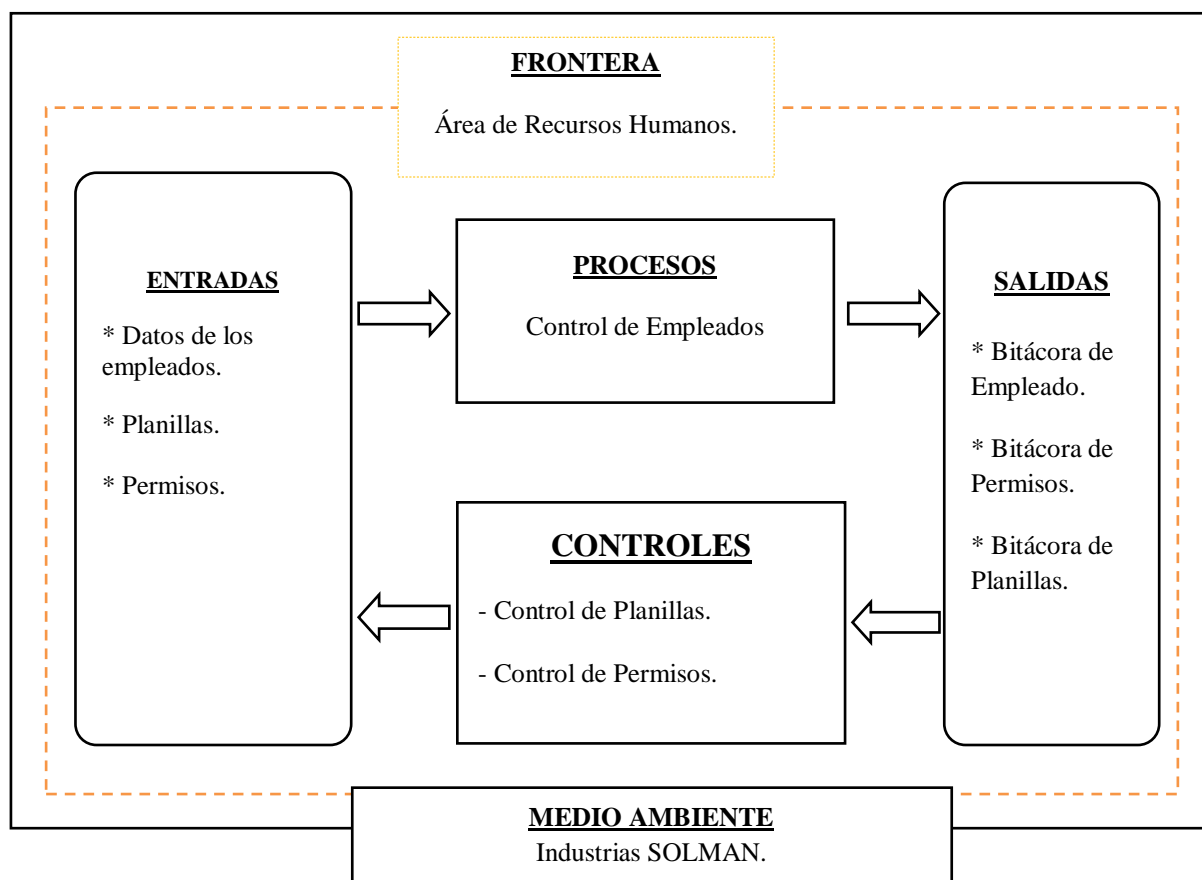 FRONTERA
Área de Recursos Humanos.
ENTRADAS
* Datos de los
empleados.
* Planillas.
* Permisos.
PROCESOS
Control de Empleados
SALIDAS
* Bitácora de
Empleado.
* Bitácora de
Permisos.
* Bitácora de
Planillas.
CONTROLES
- Control de Planillas.
- Control de Permisos.
MEDIO AMBIENTE
Industrias SOLMAN.